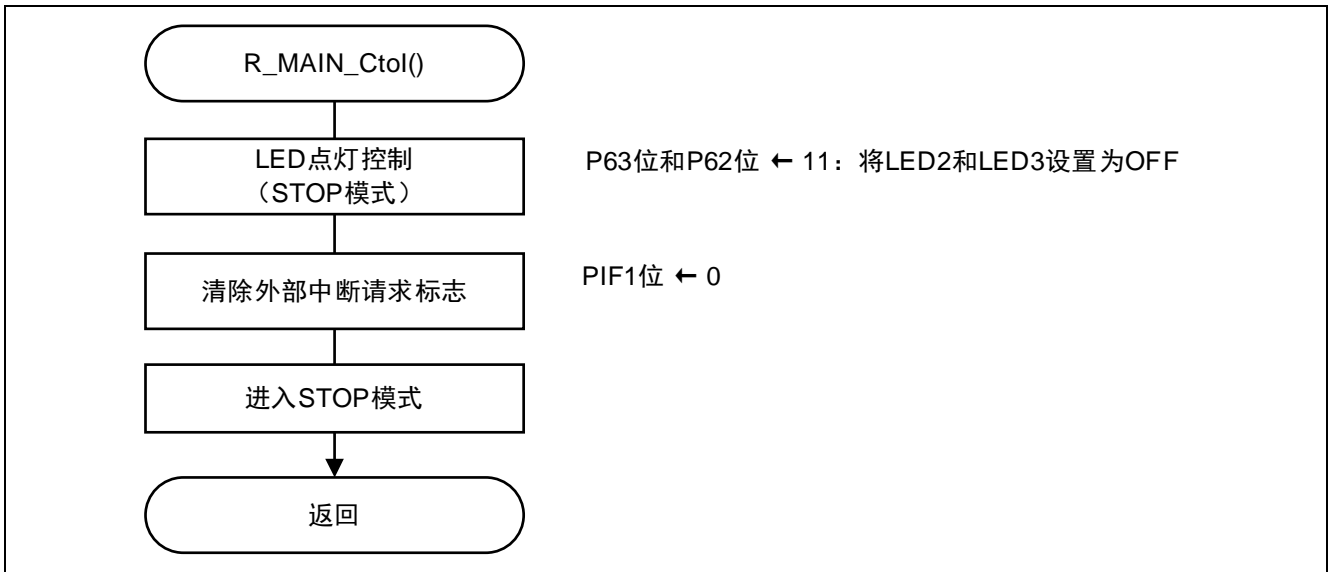 R_MAIN_CtoI()
LED点灯控制
（STOP模式）
P63位和P62位 ← 11：将LED2和LED3设置为OFF
清除外部中断请求标志
PIF1位 ← 0
进入STOP模式
返回